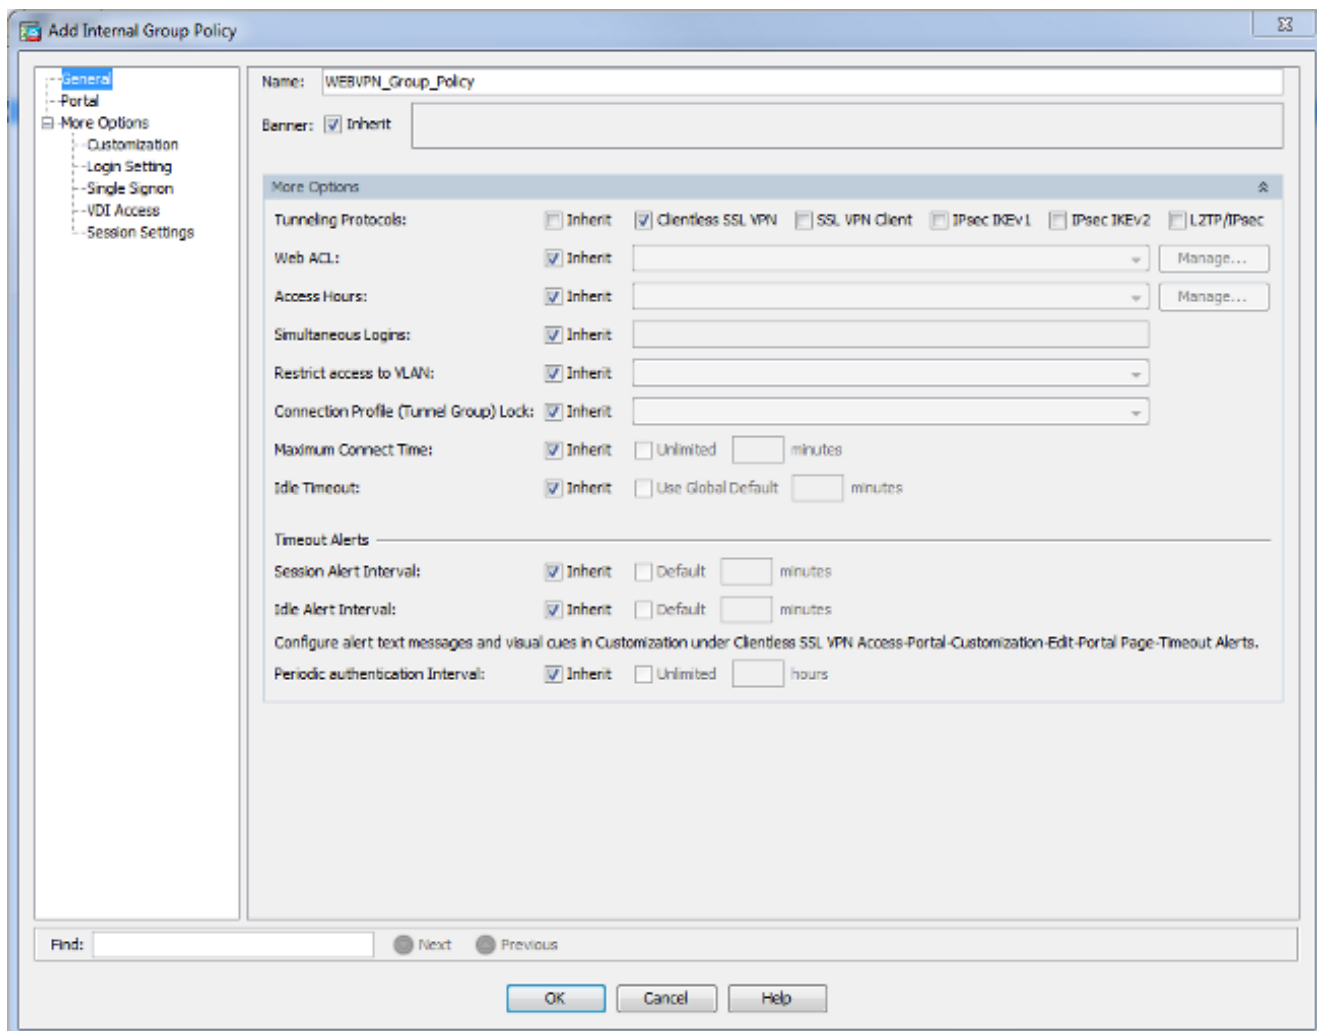 Add Internal Group Policy
General
Portal
More Options
Customization
Login Setting
Single Signon
VDI Access
Session Settings
Name: WEBVPN_Group_Policy
Banner: Inherit
More Options
Tunneling Protocols: Inherit Clientless SSL VPN SSL VPN Client IPsec IKEv1 IPsec IKEv2 L2TP/IPsec
Web ACL: Inherit Manage...
Access Hours: Inherit Manage...
Simultaneous Logins: Inherit
Restrict access to VLAN: Inherit
Connection Profile (Tunnel Group) Lock: Inherit
Maximum Connect Time: Inherit Unlimited minutes
Idle Timeout: Inherit Use Global Default minutes
Timeout Alerts
Session Alert Interval: Inherit Default minutes
Idle Alert Interval: Inherit Default minutes
Configure alert text messages and visual cues in Customization under Clientless SSL VPN Access-Portal-Customization-Edit-Portal Page-Timeout Alerts.
Periodic authentication Interval: Inherit Unlimited hours
Find: Next Previous
OK Cancel Help